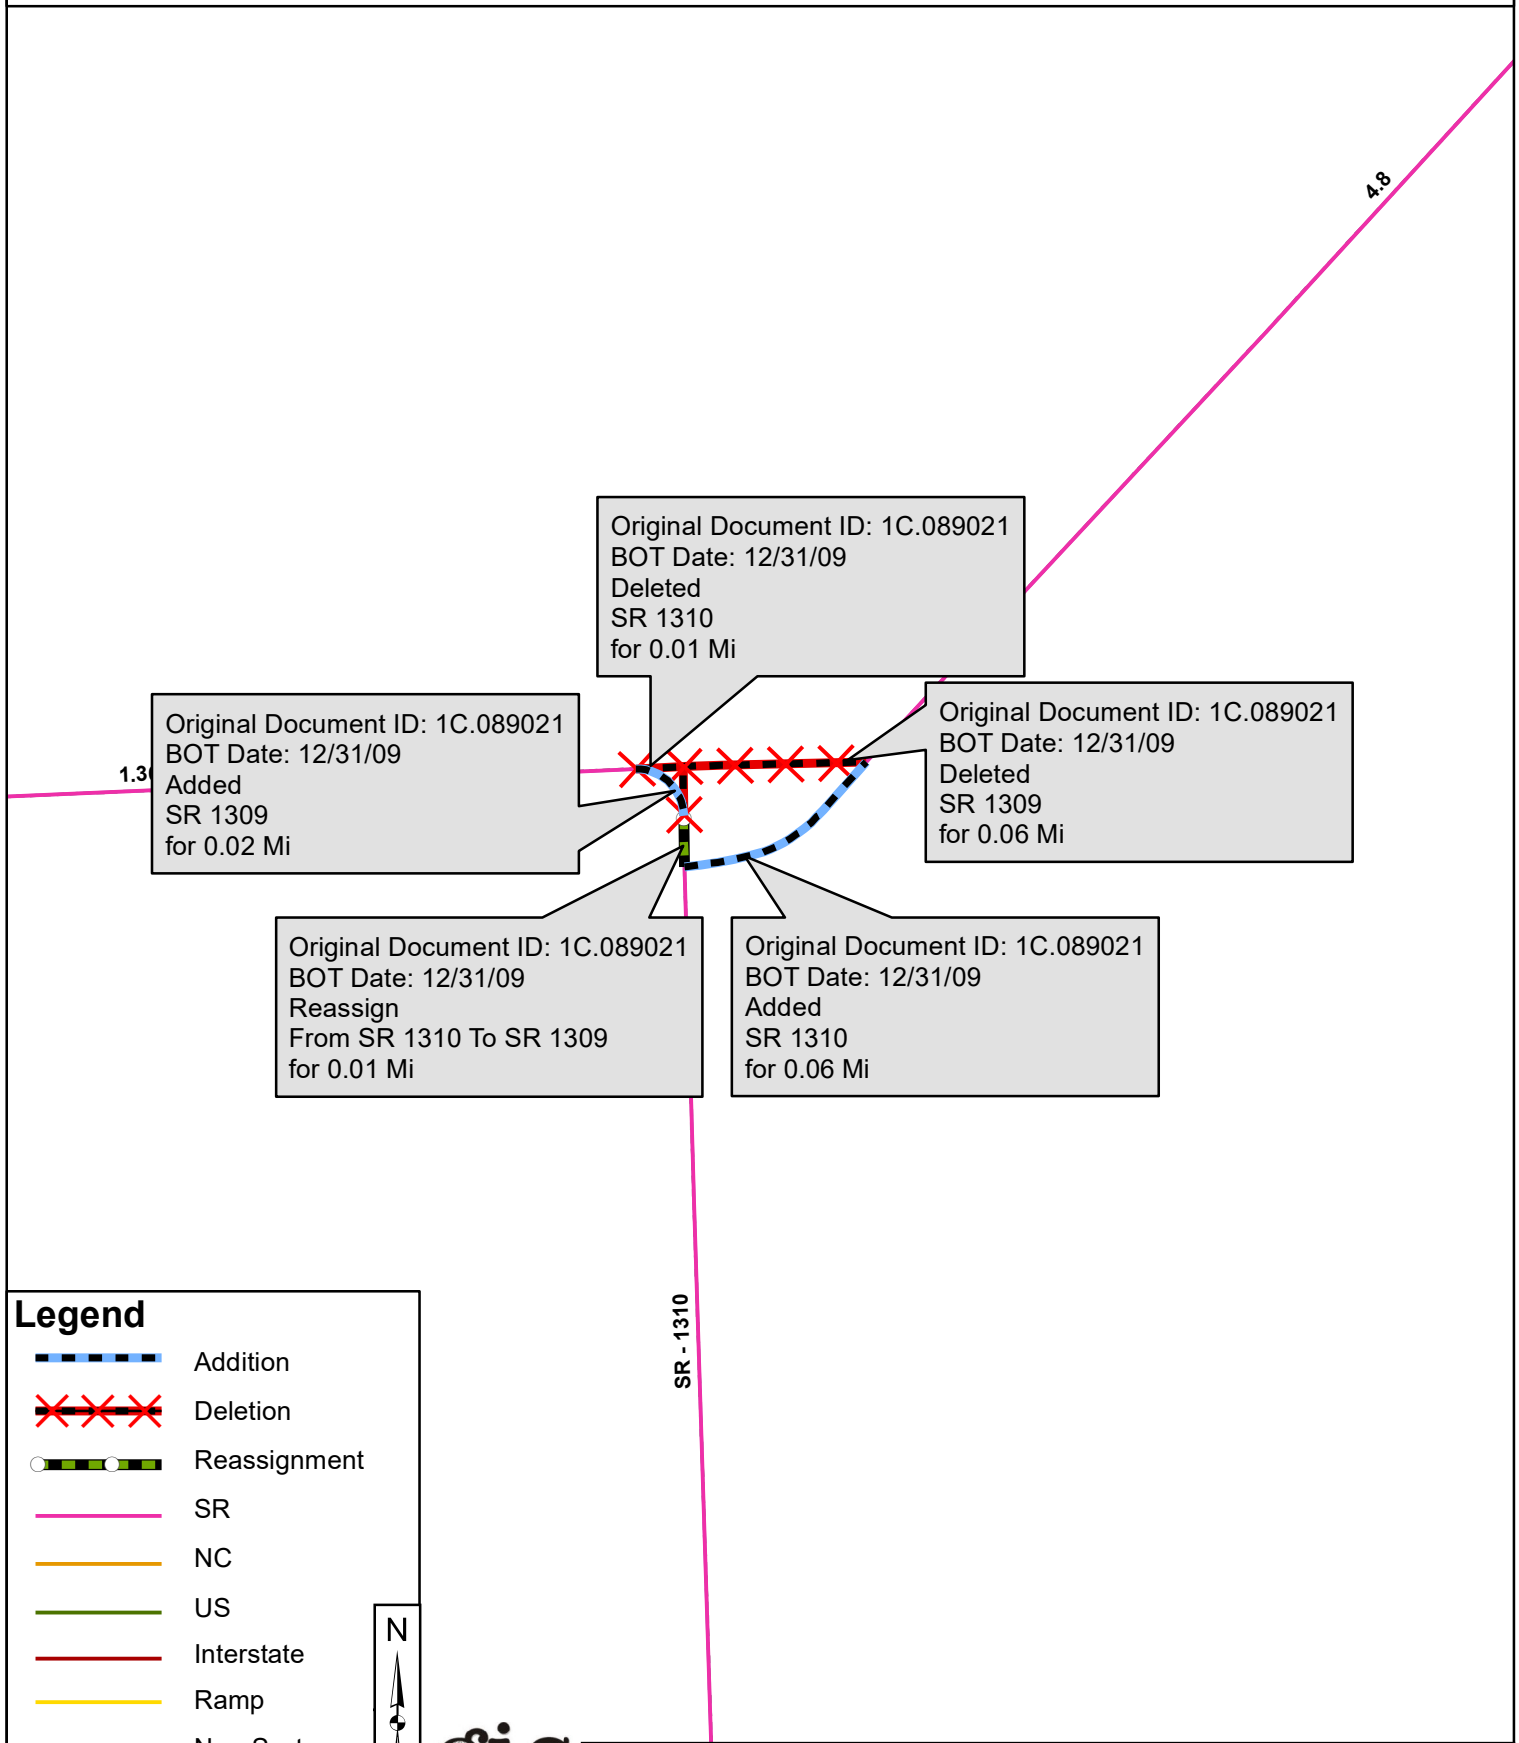 4.8
Original Document ID: 1C.089021
BOT Date: 12/31/09
Deleted
SR 1310
for 0.01 Mi
Original Document ID: 1C.089021
BOT Date: 12/31/09
Added
SR 1309
for 0.02 Mi
Original Document ID: 1C.089021
BOT Date: 12/31/09
Deleted
SR 1309
for 0.06 Mi
Original Document ID: 1C.089021
BOT Date: 12/31/09
Reassign
From SR 1310 To SR 1309
for 0.01 Mi
Original Document ID: 1C.089021
BOT Date: 12/31/09
Added
SR 1310
for 0.06 Mi
SR - 1310
Legend
Addition
Deletion
Reassignment
SR
NC
US
Interstate
Ramp
N